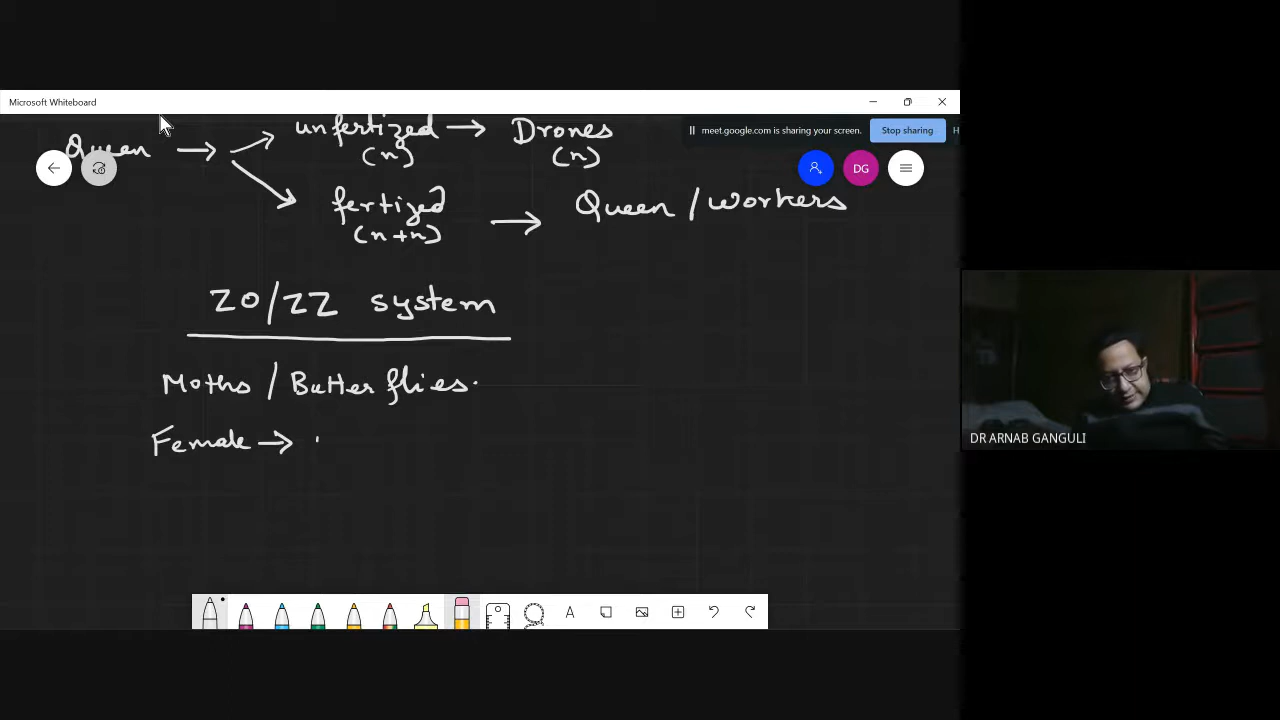 Microsoft Whiteboard
meet.google.com is sharing your screen.
Stop sharing
H
DG
unfertized → Drones
(n) (n)
Queen →
fertized → Queen / workers
(n+n)
ZO/ZZ system
Moths / Butterflies.
Female →
A
DR ARNAB GANGULI